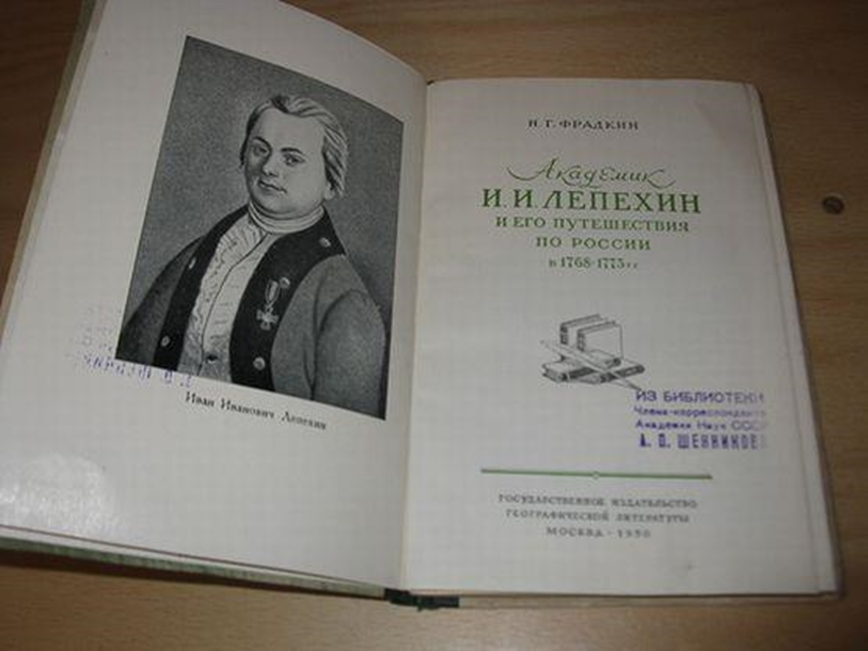 Иван Иванович Лепехин
Н. Г. ФРАДКИН
Академик
И. И. ЛЕПЕХИН
И ЕГО ПУТЕШЕСТВИЯ
ПО РОССИИ
в 1768-1773 гг
ИЗ БИБЛИОТЕКИ
Члена-корреспондента
Академии Наук СССР
А. П. ШЕННИКОВА
ГОСУДАРСТВЕННОЕ ИЗДАТЕЛЬСТВО
ГЕОГРАФИЧЕСКОЙ ЛИТЕРАТУРЫ
МОСКВА - 1950